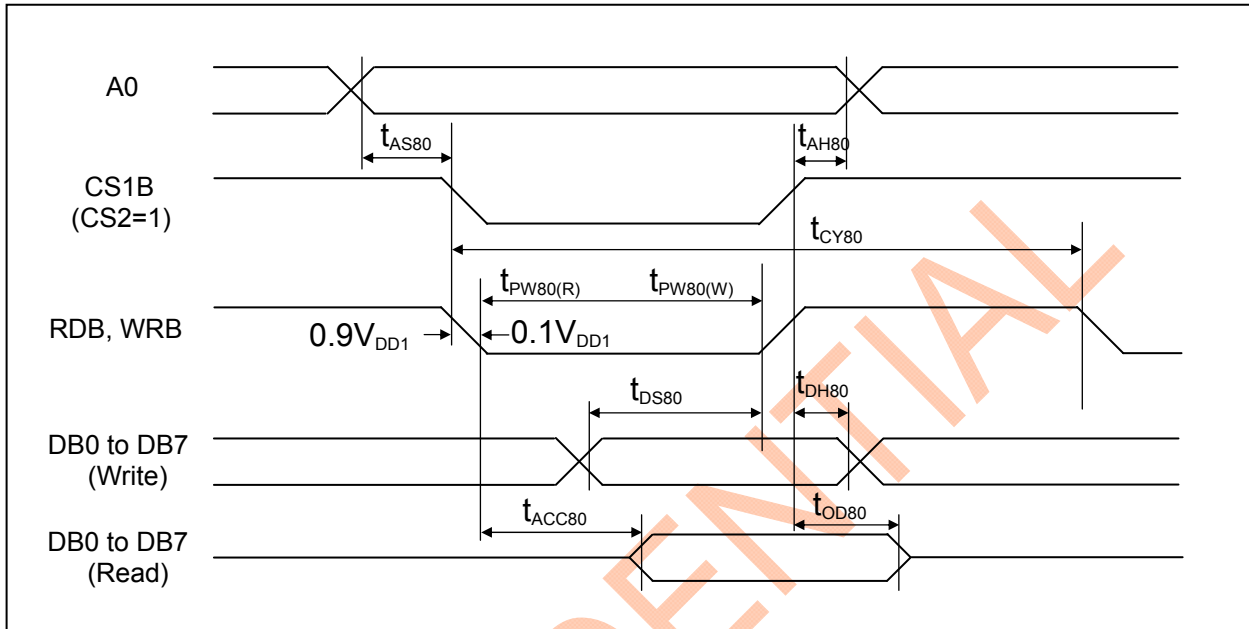 A0
tAS80
tAH80
CS1B
(CS2=1)
tCY80
tPW80(R)
tPW80(W)
RDB, WRB
0.9VDD1
0.1VDD1
tDS80
tDH80
DB0 to DB7
(Write)
tACC80
tOD80
DB0 to DB7
(Read)
ENTIAL